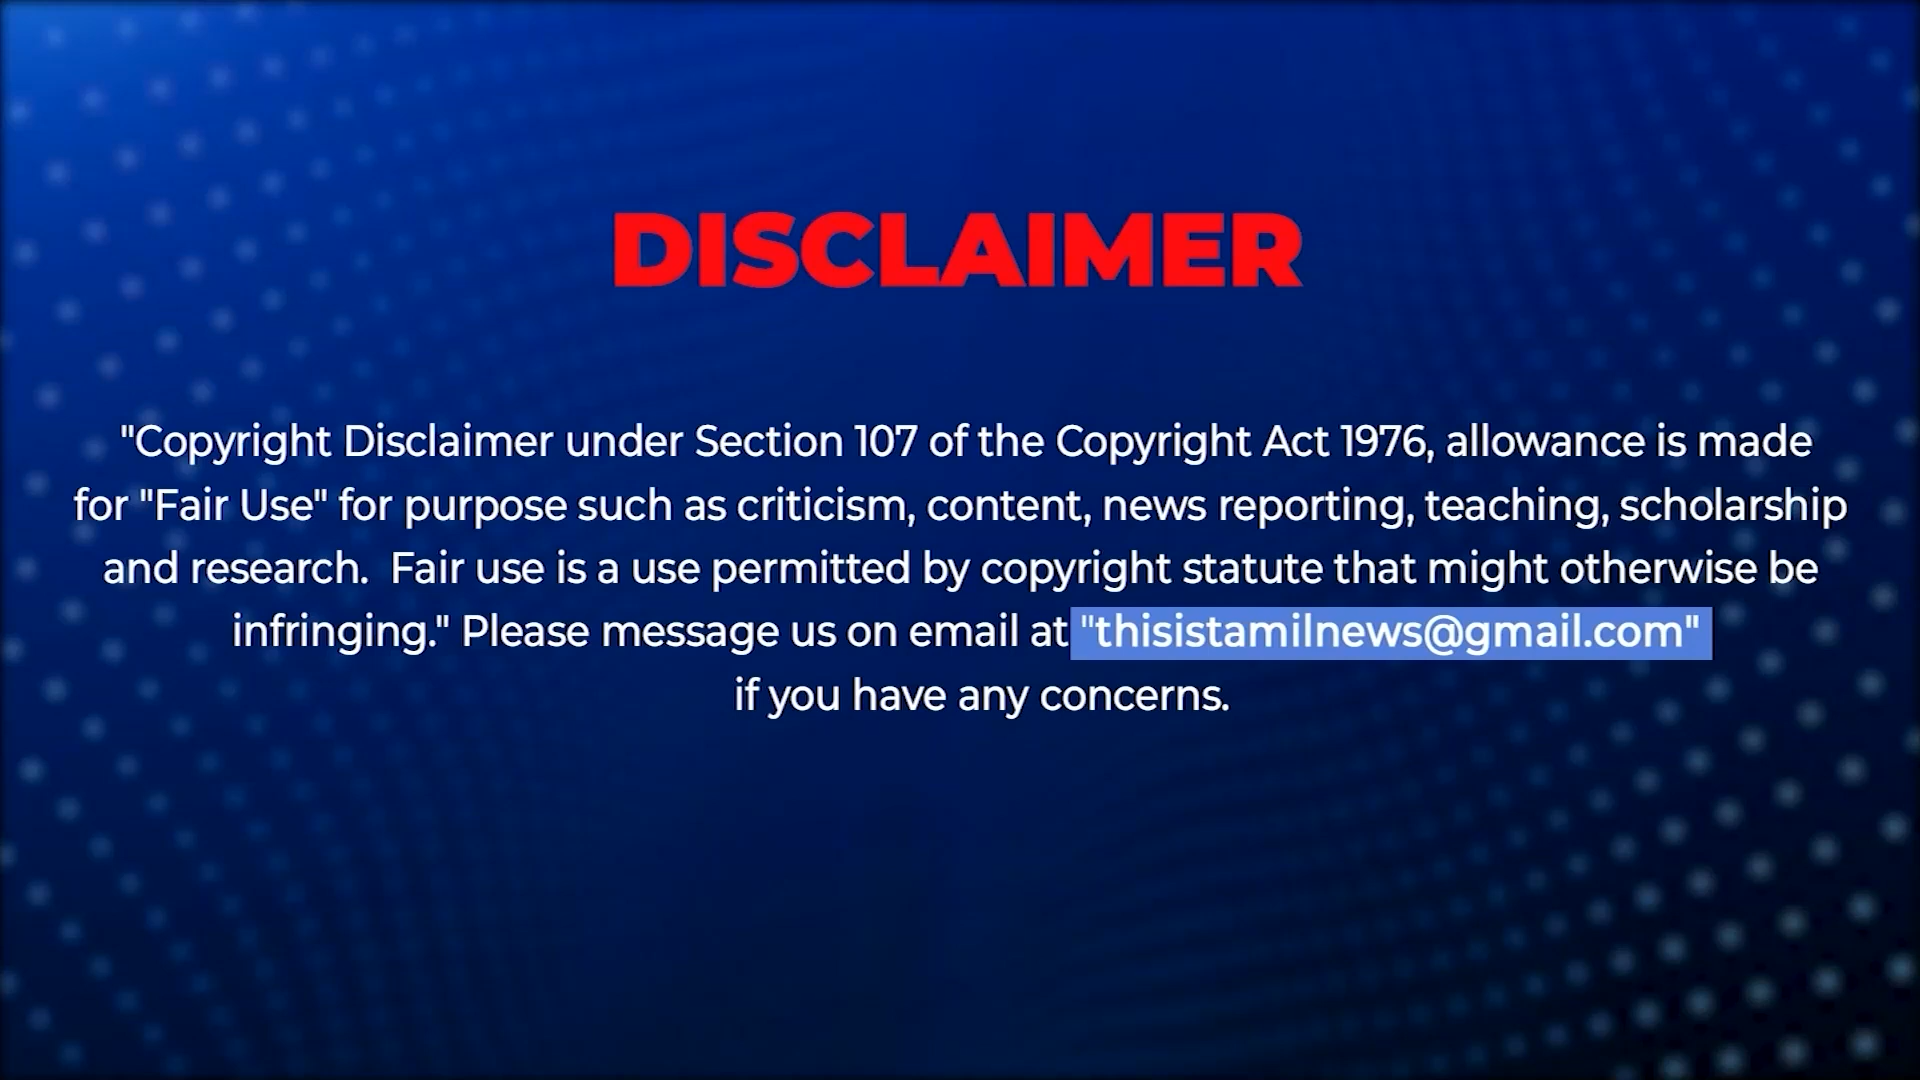 DISCLAIMER
"Copyright Disclaimer under Section 107 of the Copyright Act 1976, allowance is made
for "Fair Use" for purpose such as criticism, content, news reporting, teaching, scholarship
and research.  Fair use is a use permitted by copyright statute that might otherwise be
infringing." Please message us on email at "thisistamilnews@gmail.com"
if you have any concerns.